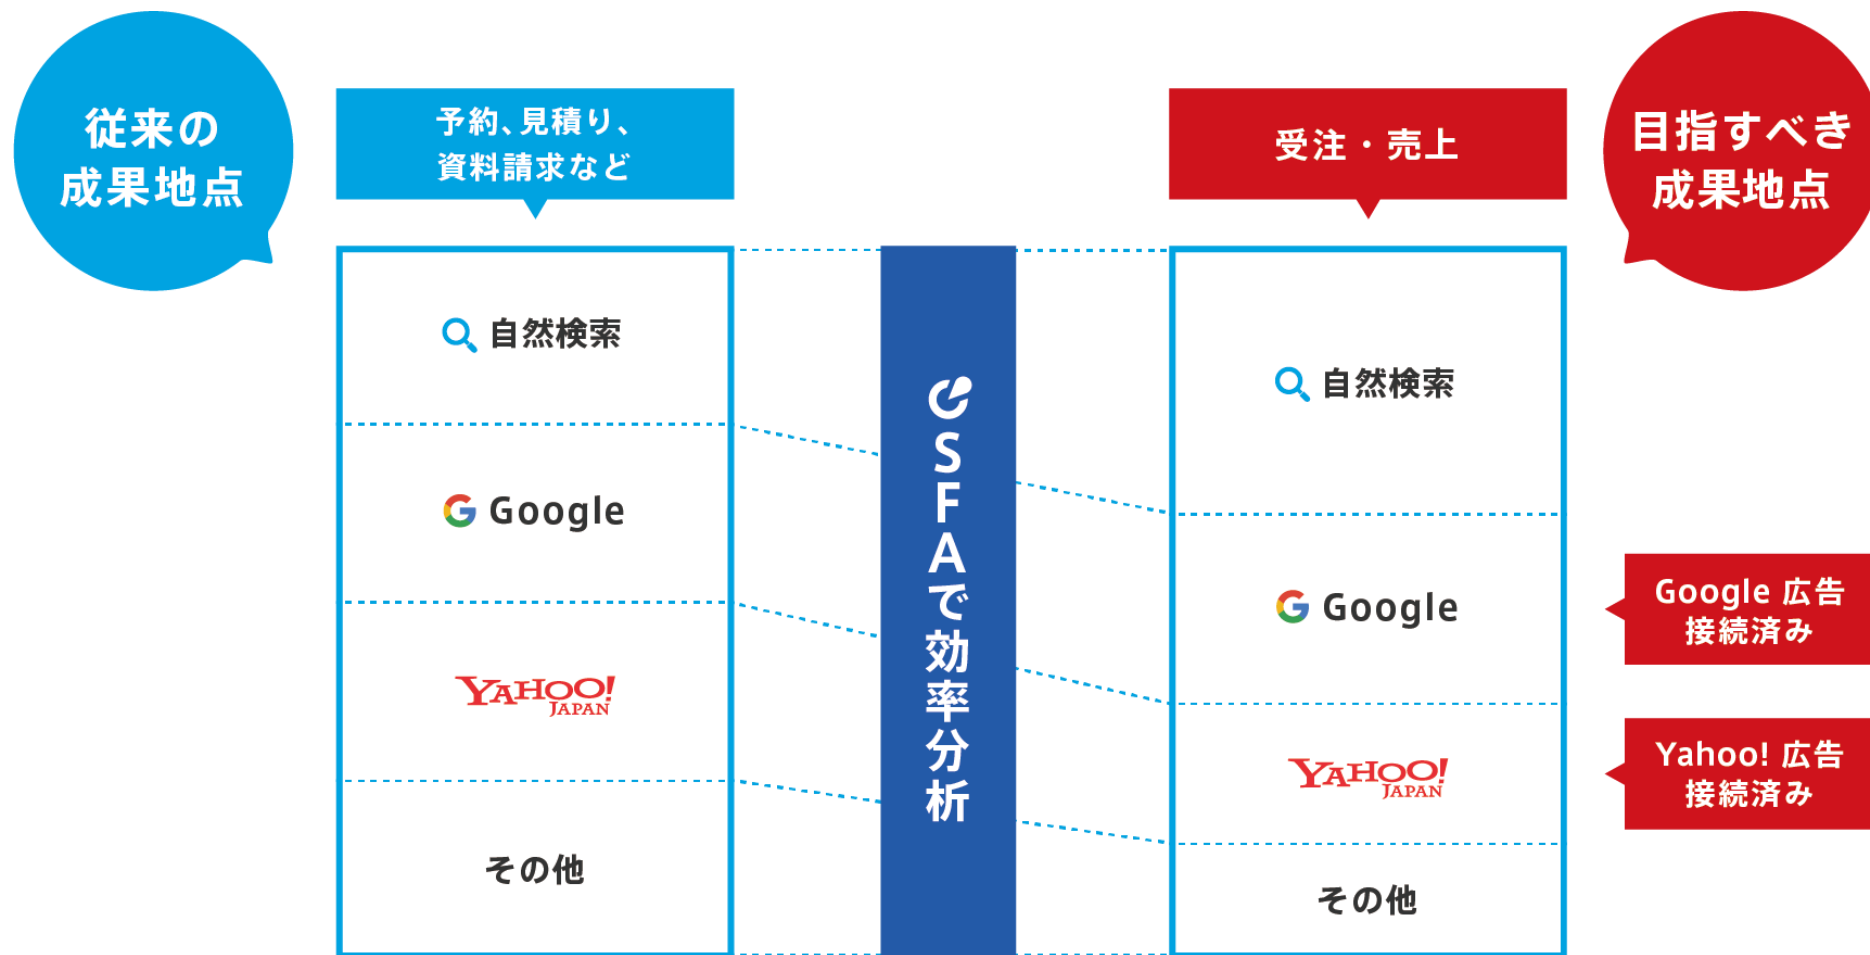 従来の
成果地点
予約、見積り、
資料請求など
自然検索
Google
YAHOO!
JAPAN
その他
SFAで効率分析
受注・売上
自然検索
Google
YAHOO!
JAPAN
その他
目指すべき
成果地点
Google 広告
接続済み
Yahoo! 広告
接続済み